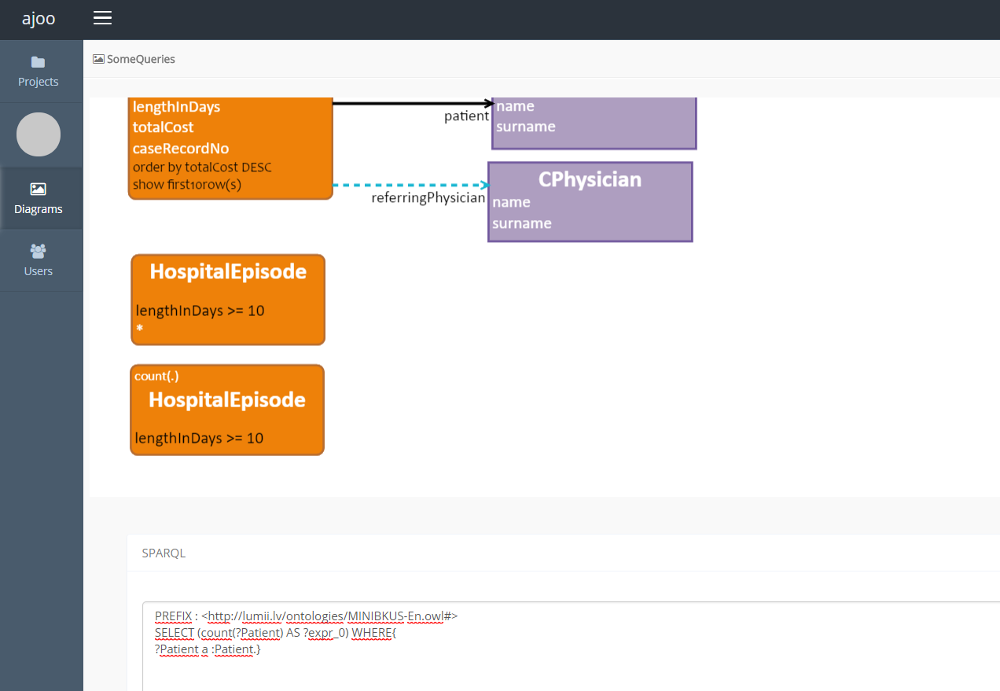 ajoo
SomeQueries
Projects
Diagrams
Users
lengthInDays
totalCost
caseRecordNo
order by totalCost DESC
show first10row(s)
patient
name
surname
referringPhysician
CPhysician
name
surname
HospitalEpisode
lengthInDays >= 10
*
count(.)
HospitalEpisode
lengthInDays >= 10
SPARQL
PREFIX : <http://lumii.lv/ontologies/MINIBKUS-En.owl#>
SELECT (count(?Patient) AS ?expr_0) WHERE{
?Patient a :Patient.}